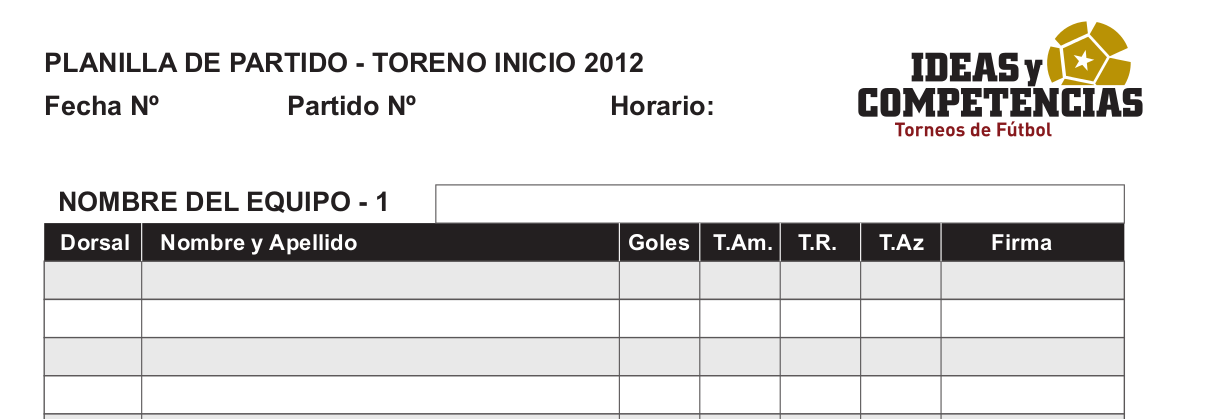 PLANILLA DE PARTIDO - TORENO INICIO 2012
Fecha Nº Partido Nº Horario:
IDEAS y
COMPETENCIAS
Torneos de Fútbol
NOMBRE DEL EQUIPO - 1
Dorsal Nombre y Apellido Goles T.Am. T.R. T.Az Firma